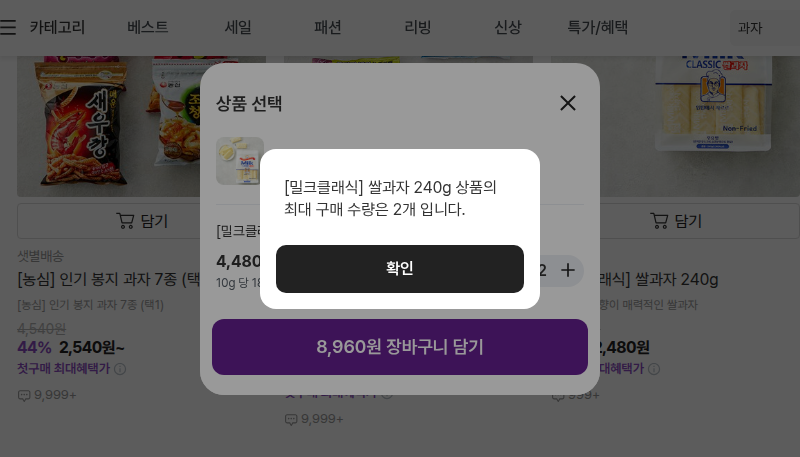 카테고리
베스트
세일
패션
리빙
신상
특가/혜택
과자
새우깡
농심
CLASSIC
Non-Fried
상품 선택
[밀크클래식] 쌀과자 240g 상품의
최대 구매 수량은 2개 입니다.
확인
[밀크클래
4,480
10g 당 18
2
8,960원 장바구니 담기
담기
담기
샛별배송
[농심] 인기 봉지 과자 7종 (택
[농심] 인기 봉지 과자 7종 (택1)
4,540원
44% 2,540원~
첫구매 최대혜택가
9,999+
9,999+
래식] 쌀과자 240g
향이 매력적인 쌀과자
2,480원
대혜택가
999+